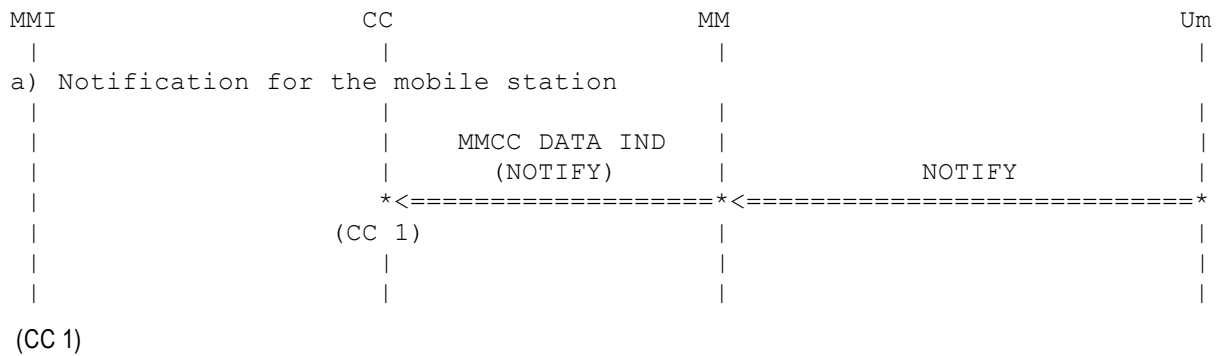 MMI CC MM Um
a) Notification for the mobile station
MMCC DATA IND
(NOTIFY) NOTIFY
(CC 1)
(CC 1)